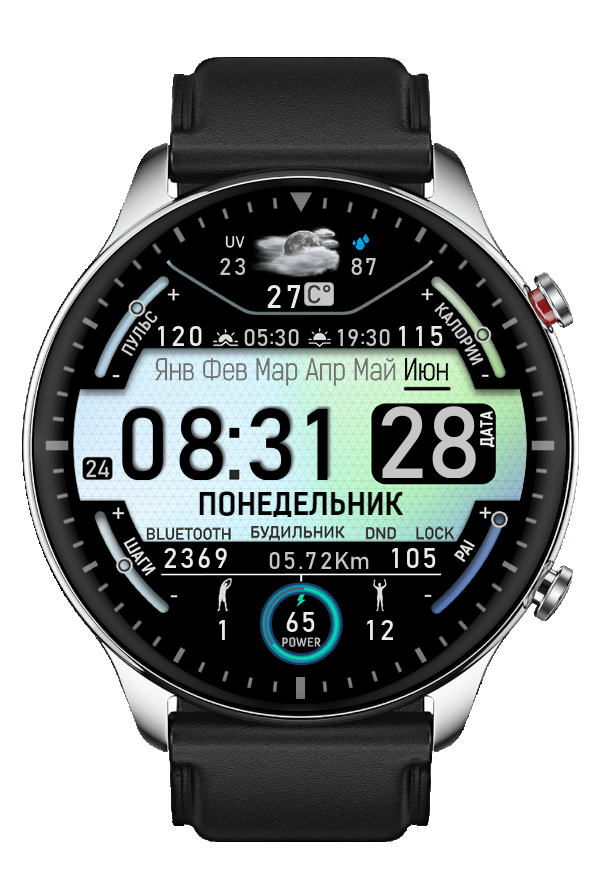 UV
23 87
27 C°
+ +
ПУЛЬС КАЛОРИИ
120 05:30 19:30 115
- -
Янв Фев Мар Апр Май Июн
24 08:31 28 ДАТА
ПОНЕДЕЛЬНИК
+ +
BLUETOOTH БУДИЛЬНИК DND LOCK
ШАГИ PAI
2369 05.72Km 105
- -
1 65 12
POWER